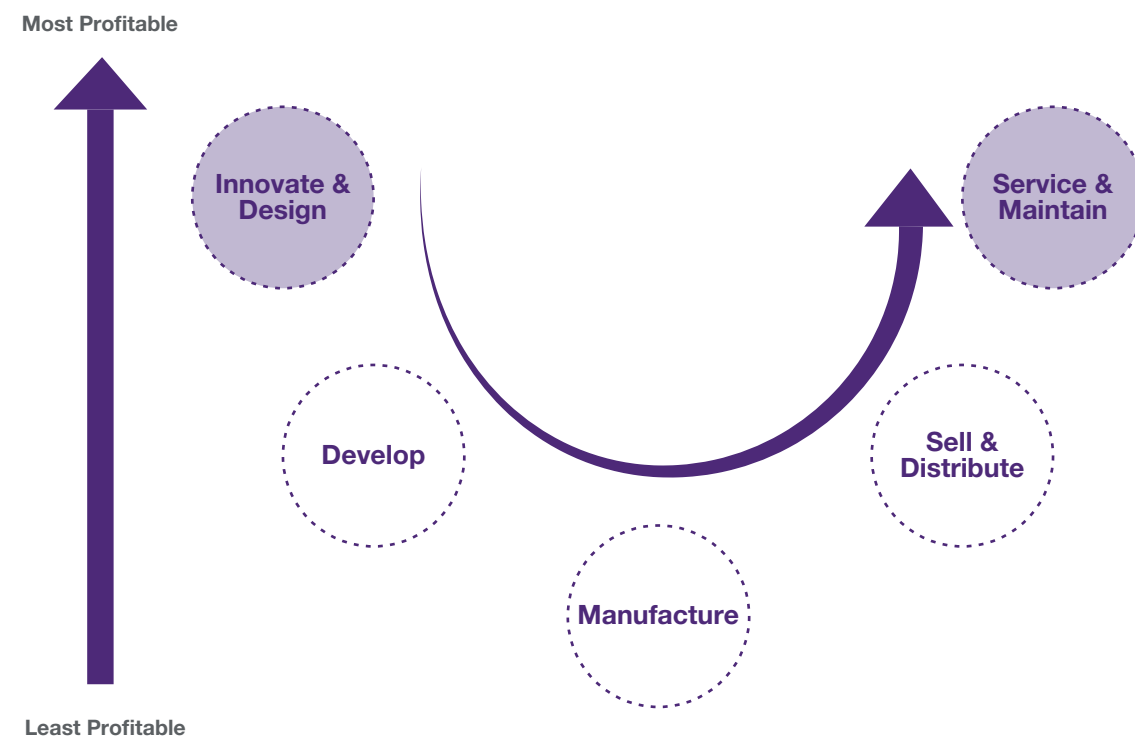 Most Profitable
Innovate &
Design
Service &
Maintain
Develop
Sell &
Distribute
Manufacture
Least Profitable